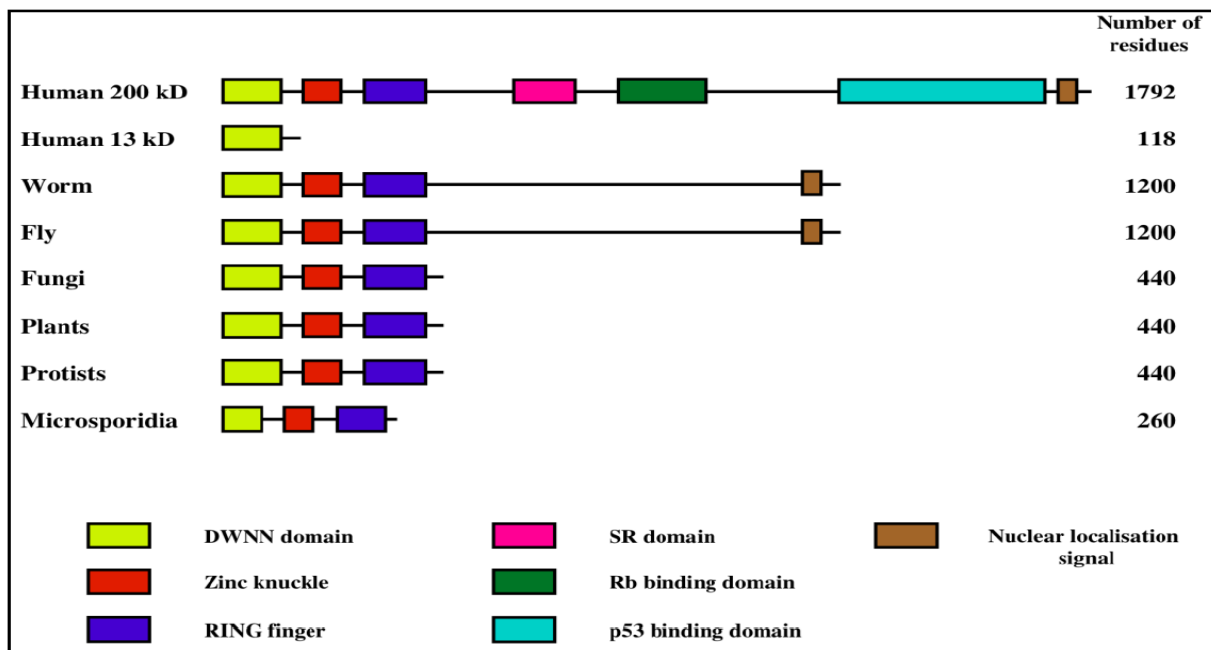 Number of
residues
Human 200 kD 1792
Human 13 kD 118
Worm 1200
Fly 1200
Fungi 440
Plants 440
Protists 440
Microsporidia 260
DWNN domain SR domain Nuclear localisation
signal
Zinc knuckle Rb binding domain
RING finger p53 binding domain